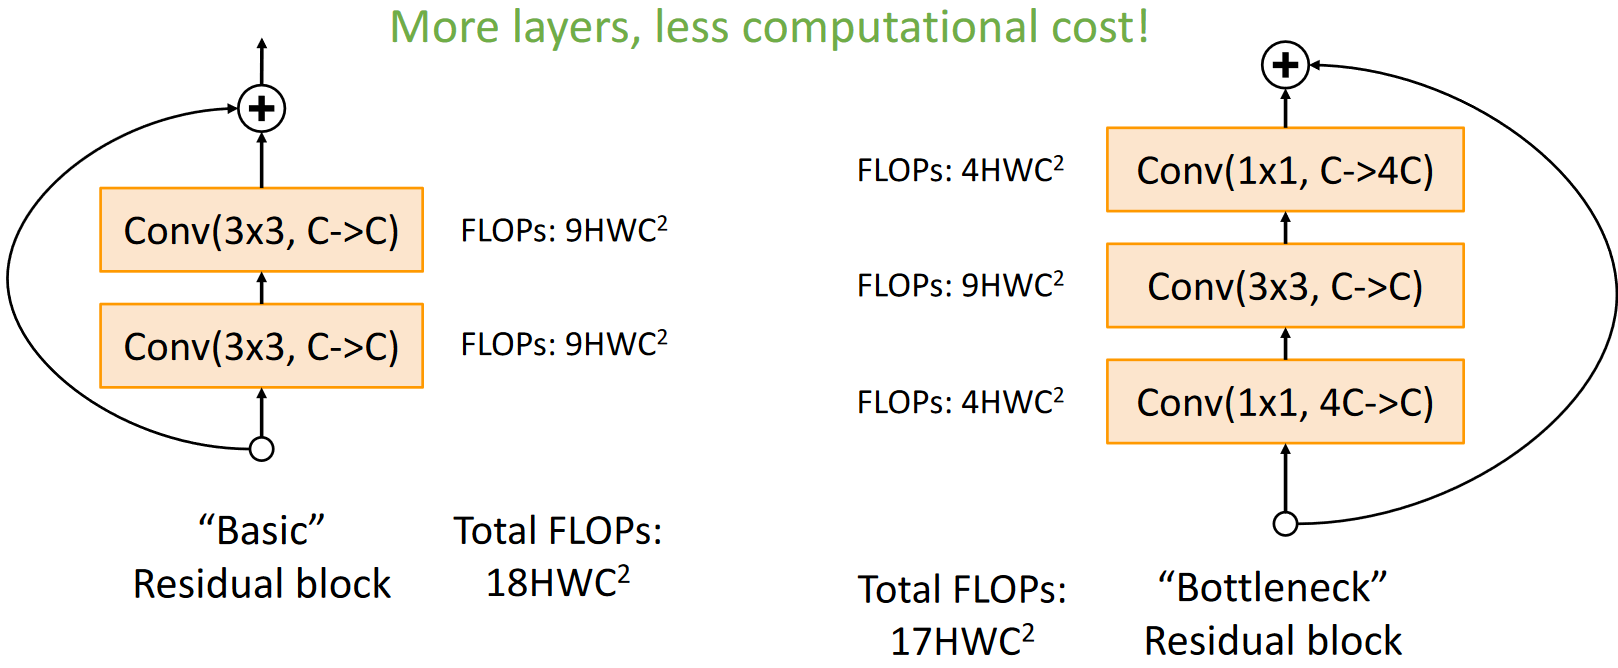 More layers, less computational cost!
Conv(3x3, C->C)
FLOPs: 9HWC²
Conv(3x3, C->C)
FLOPs: 9HWC²
“Basic”
Residual block
Total FLOPs:
18HWC²
FLOPs: 4HWC²
Conv(1x1, C->4C)
FLOPs: 9HWC²
Conv(3x3, C->C)
FLOPs: 4HWC²
Conv(1x1, 4C->C)
Total FLOPs:
17HWC²
“Bottleneck”
Residual block